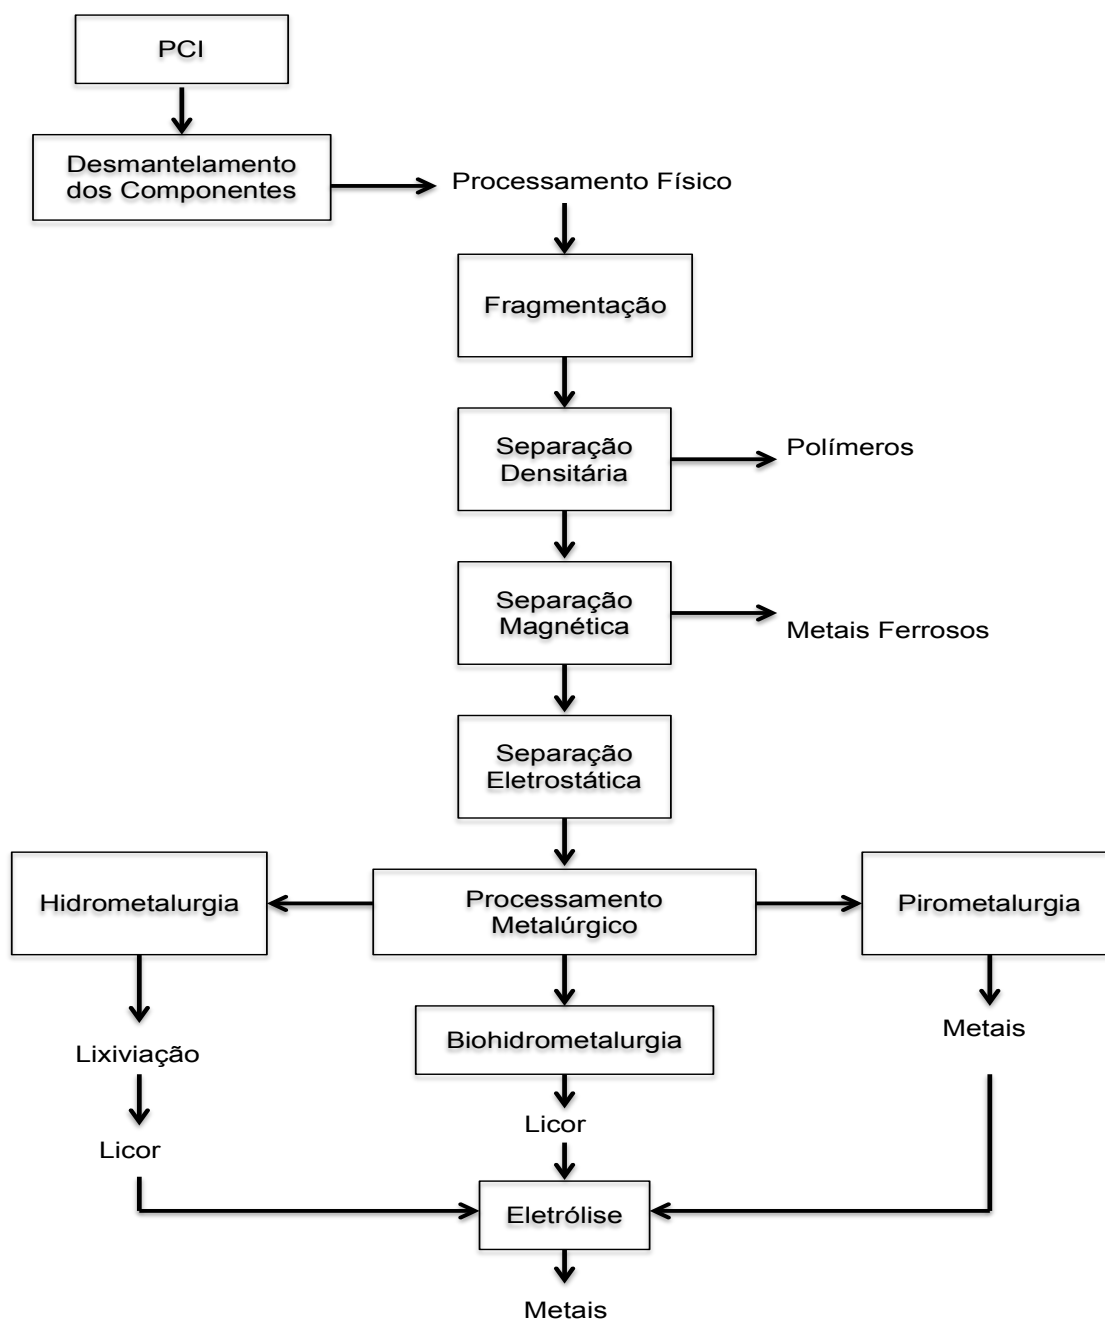 PCI
Desmantelamento
dos Componentes
Processamento Físico
Fragmentação
Separação
Densitária
Polímeros
Separação
Magnética
Metais Ferrosos
Separação
Eletrostática
Hidrometalurgia
Processamento
Metalúrgico
Pirometalurgia
Lixiviação
Biohidrometalurgia
Metais
Licor
Licor
Eletrólise
Metais